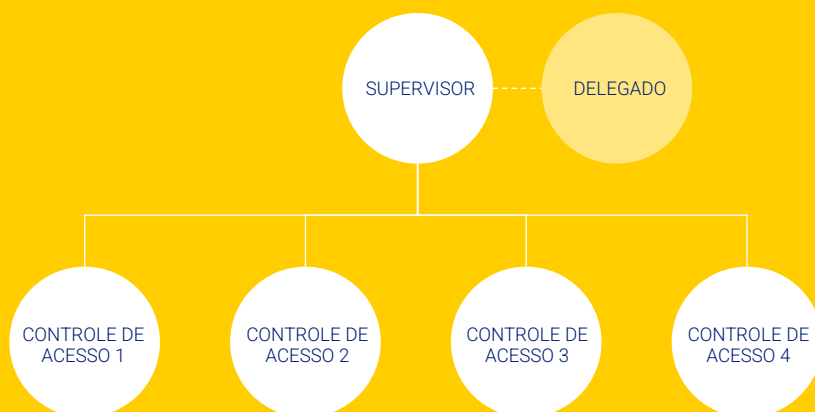 SUPERVISOR
DELEGADO
CONTROLE DE
ACESSO 1
CONTROLE DE
ACESSO 2
CONTROLE DE
ACESSO 3
CONTROLE DE
ACESSO 4